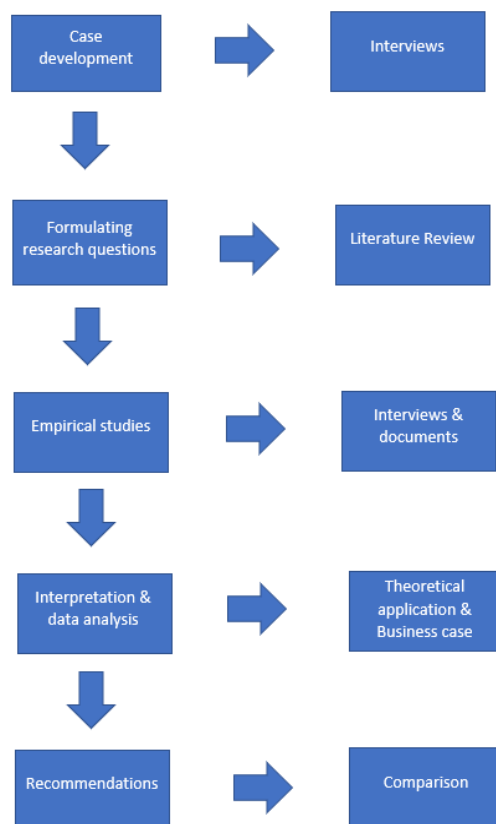 Case
development
Interviews
Formulating
research questions
Literature Review
Empirical studies
Interviews &
documents
Interpretation &
data analysis
Theoretical
application &
Business case
Recommendations
Comparison